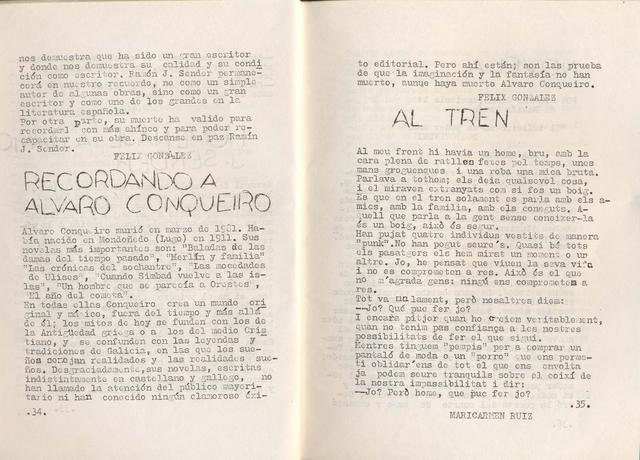 nos demuestra que ha sido un gran escritor
y donde nos demuestra su calidad y su condi
ción como escritor. Ramón J. Sender permane-
cerá en nuestro recuerdo, no como un simple
autor de algunas obras, sino como un gran
escritor y como uno de los grandes en la
literatura española.
Por otra parte, su muerte ha valido para
recordarl con más ahinco y para poder re-
capacitar en su obra. Descanse en paz Ramín
J. Sender.
FELIZ GONZÁLEZ
RECORDANDO A
ALVARO CONQUEIRO
Alvaro Conqueiro murió en marzo de 1981. Ha-
bía nacido en Mondoñedo (Lugo) en 1911. Sus
novelas más importantes son: "Baladas de las
damas del tiempo pasado", "Merlín y familia"
"Las crónicas del sochantre", "Las mocedades
de Ulises", "Cuando Simbad vuelve a las is-
las", "Un hombre que se parecía a Orestes",
"El año del cometa".
En todas ellas Conqueiro crea un mundo ori
ginal y máico, fuera del tiempo y más allá
de él; los mitos de hoy se funden con los de
la Antigüedad griega o a los del medio Cris
tiano, y se confunden con las leyendas y
tradiciones de Galicia, en las que los sue-
ños son realidades y las realidades sue-
ños. Desgraciadamente, sus novelas, escritas
indistintamente en castellano y gallego, no
han llamado la atención del público mayori-
tario ni han conocido ningún clamoroso éxi-
.34.
to editorial. Pero ahí están; son las prueba
de que la imaginación y la fantasía no han
muerto, aunqe haya muerto Alvaro Conqueiro.
FELIX GONZALEZ
AL TREN
Al meu front hi havia un home, bru, amb la
cara plena de ratlles fetes pel temps, unes
mans groguenques i una roba una mica bruta.
Parlava a tothom; els deia qualsevol cosa,
i el miraven extranyats com si fos un boig.
Es que en el tren solament es parla amb els a-
mics, amb la família, amb els coneguts. A-
quell que parla a la gent sense coneixer-la
és un boig, això és segur.
Han pujat quatre individus vestits de manera
"punk". No han pogut seure's. Quasi bé tots
els pasatgers els hem mirat un moment o un
altre. Jo, he pensat que viuen la seva vida
i no es comprometen a res. Això és el que
no m'agrada gens: ningú ens comprometen a
res.
Tot va malament, però nosaltres diem:
—Jo? Qué puc fer jo?
I encara pitjor quan ho creiem veritablement,
quan no tenim pas confiança a les nostres
possibilitats de fer el que sigui.
Mentres tinguem "pempis" per a comprar un
pantaló de moda o un "porro" que ens perme-
ti oblidar'ens de tot el que ens envolta
ja podem seure tranquils sobre el coixí de
la nostra impassibilitat i dir:
—Jo? Però home, que puc fer jo?
.35.
MARICARMEN RUIZ